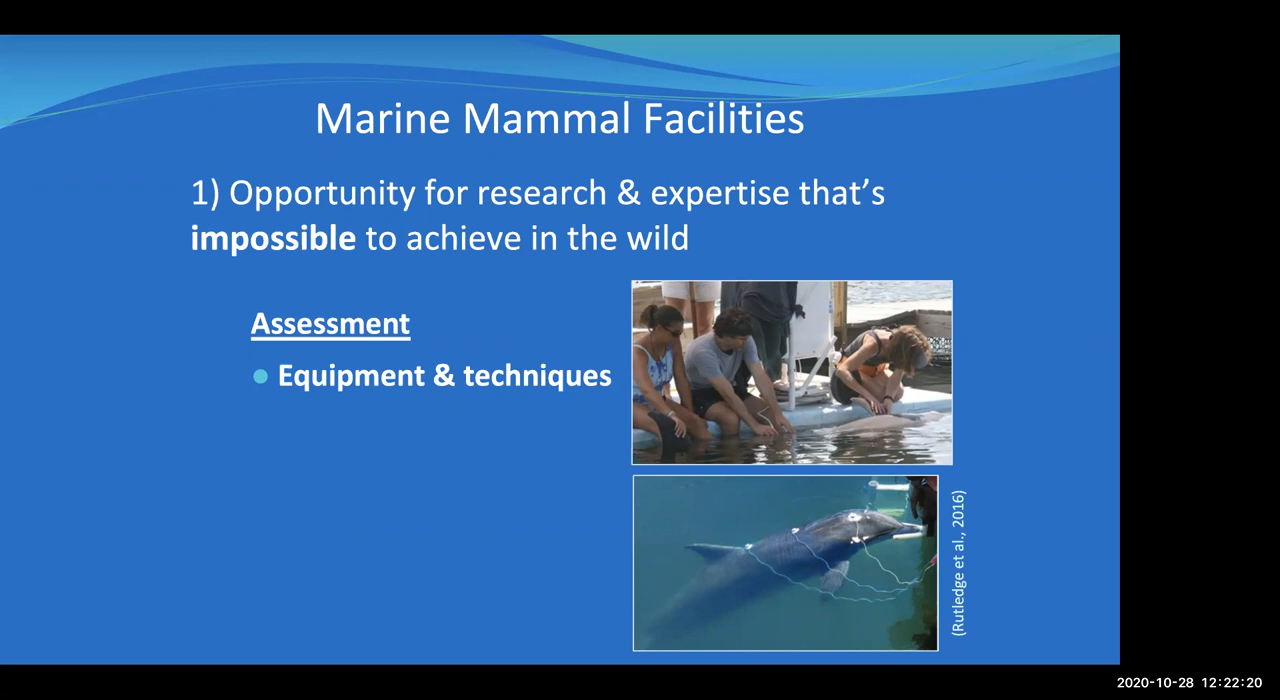 Marine Mammal Facilities
1) Opportunity for research & expertise that’s
impossible to achieve in the wild
Assessment
● Equipment & techniques
(Rutledge et al., 2016)
2020-10-28 12:22:20